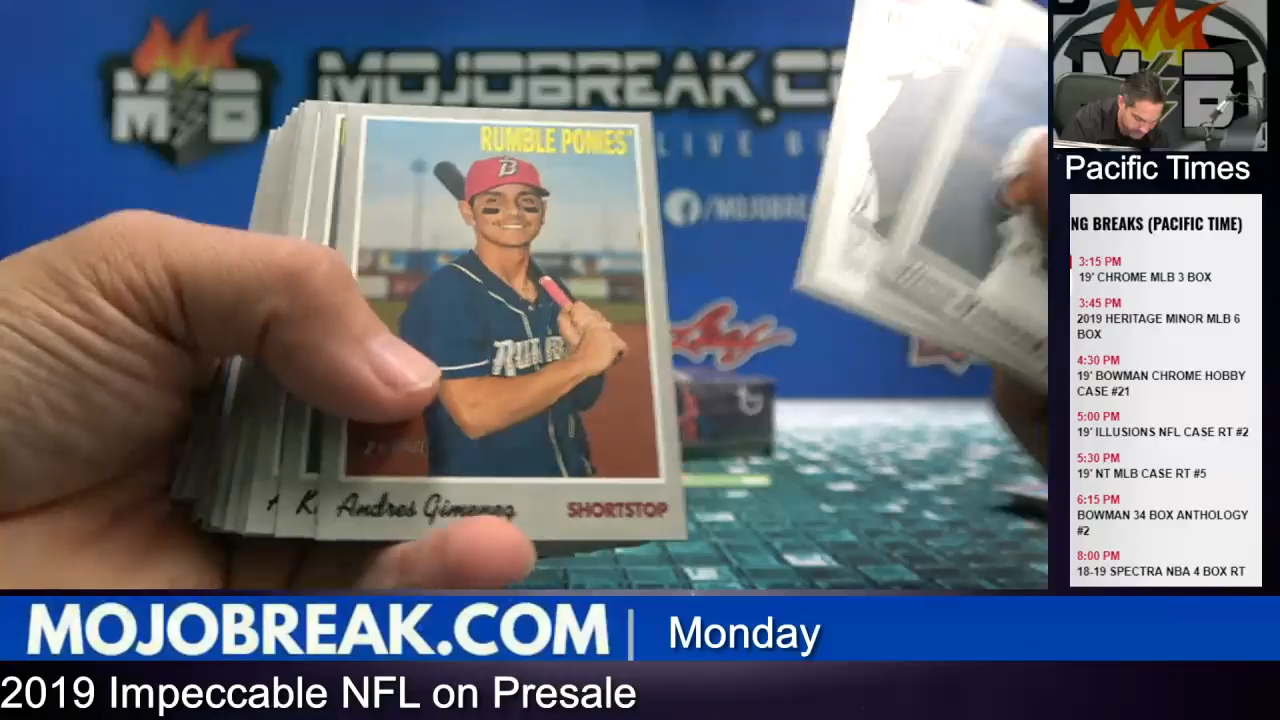 MOJOBREAK.C
LIVE B
/MOJOBRE
M B
RUMBLE PONIES
B
Andres Gimenez
SHORTSTOP
K.
Leaf
M B
Pacific Times
NG BREAKS (PACIFIC TIME)
3:15 PM
19' CHROME MLB 3 BOX
3:45 PM
2019 HERITAGE MINOR MLB 6
BOX
4:30 PM
19' BOWMAN CHROME HOBBY
CASE #21
5:00 PM
19' ILLUSIONS NFL CASE RT #2
5:30 PM
19' NT MLB CASE RT #5
6:15 PM
BOWMAN 34 BOX ANTHOLOGY
#2
8:00 PM
18-19 SPECTRA NBA 4 BOX RT
MOJOBREAK.COM | Monday
2019 Impeccable NFL on Presale